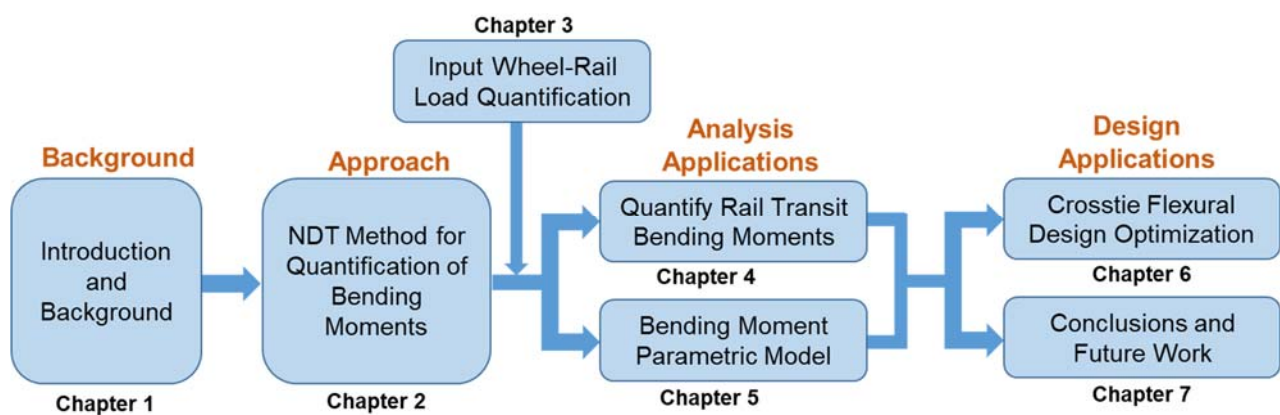 Chapter 3
Input Wheel-Rail
Load Quantification
Background
Introduction
and
Background
Chapter 1
Approach
NDT Method for
Quantification of
Bending
Moments
Chapter 2
Analysis
Applications
Quantify Rail Transit
Bending Moments
Chapter 4
Bending Moment
Parametric Model
Chapter 5
Design
Applications
Crosstie Flexural
Design Optimization
Chapter 6
Conclusions and
Future Work
Chapter 7